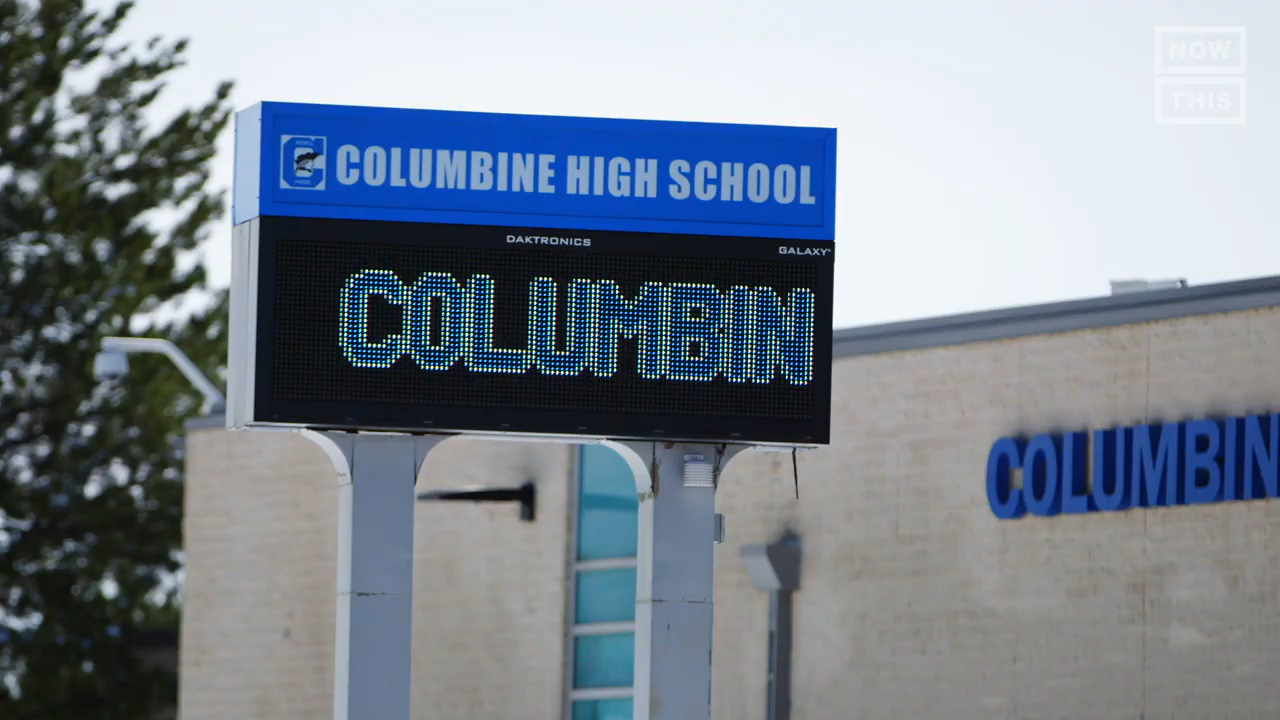 NOW
THIS
COLUMBINE HIGH SCHOOL
DAKTRONICS
GALAXY
COLUMBIN
COLUMBIN